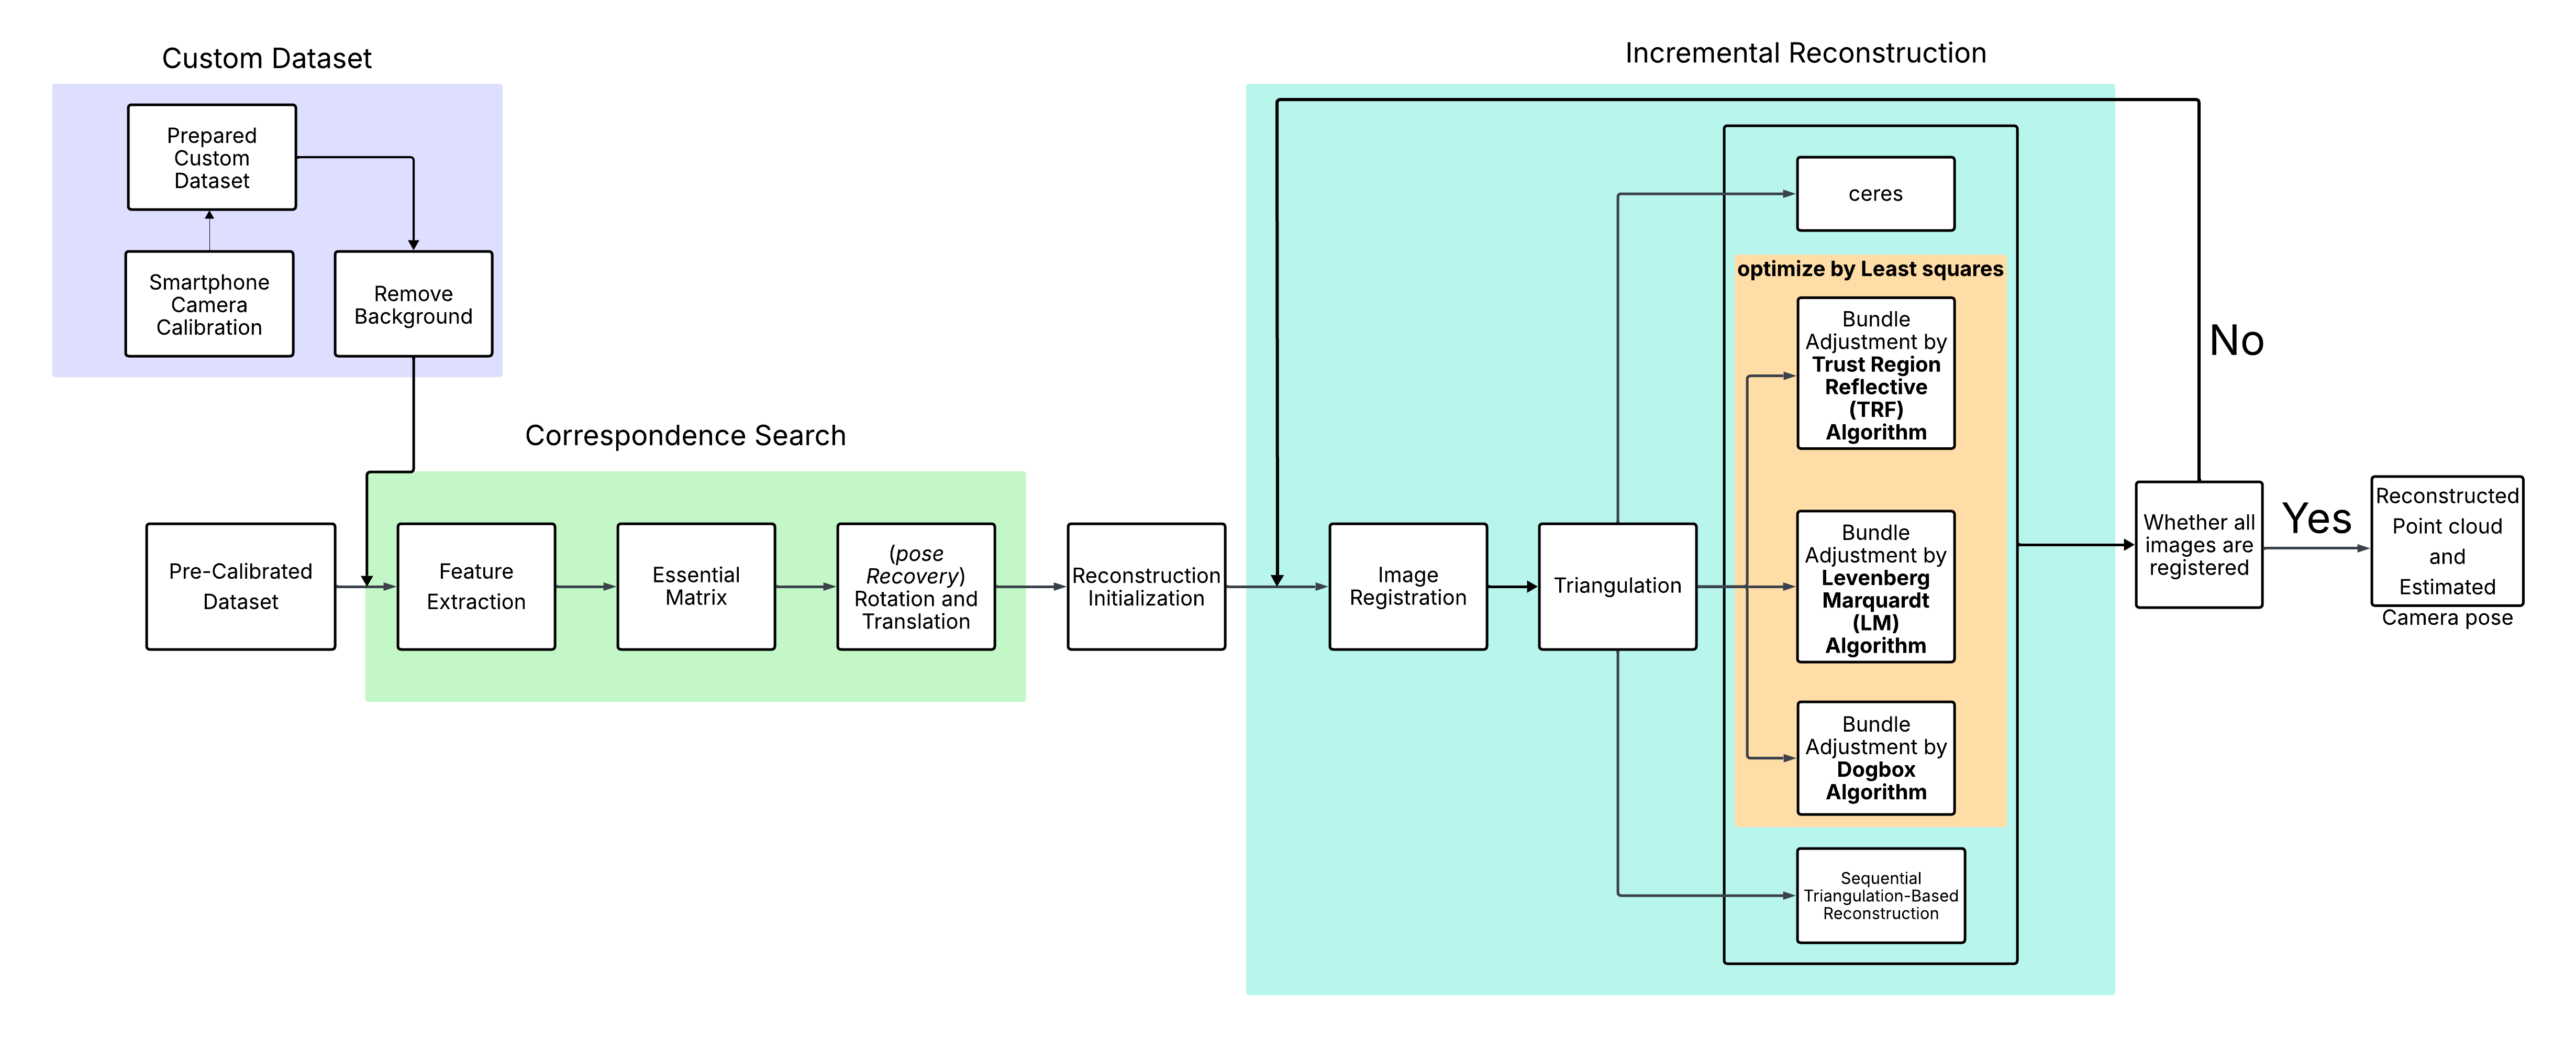 Custom Dataset
Prepared
Custom
Dataset
Smartphone
Camera
Calibration
Remove
Background
Correspondence Search
Pre-Calibrated
Dataset
Feature
Extraction
Essential
Matrix
(pose
Recovery)
Rotation and
Translation
Reconstruction
Initialization
Incremental Reconstruction
Image
Registration
Triangulation
ceres
optimize by Least squares
Bundle
Adjustment by
Trust Region
Reflective
(TRF)
Algorithm
Bundle
Adjustment by
Levenberg
Marquardt
(LM)
Algorithm
Bundle
Adjustment by
Dogbox
Algorithm
Sequential
Triangulation-Based
Reconstruction
Whether all
images are
registered
No
Yes
Reconstructed
Point cloud
and
Estimated
Camera pose